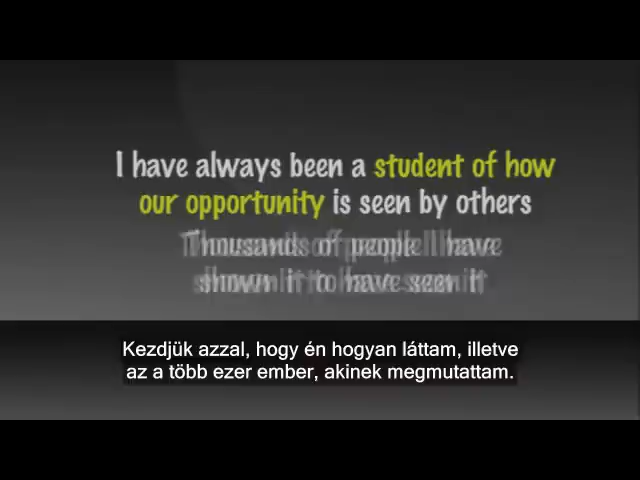 I have always been a student of how
our opportunity is seen by others
Thousands of people I have
shown it to have seen it
Kezdjük azzal, hogy én hogyan láttam, illetve
az a több ezer ember, akinek megmutattam.